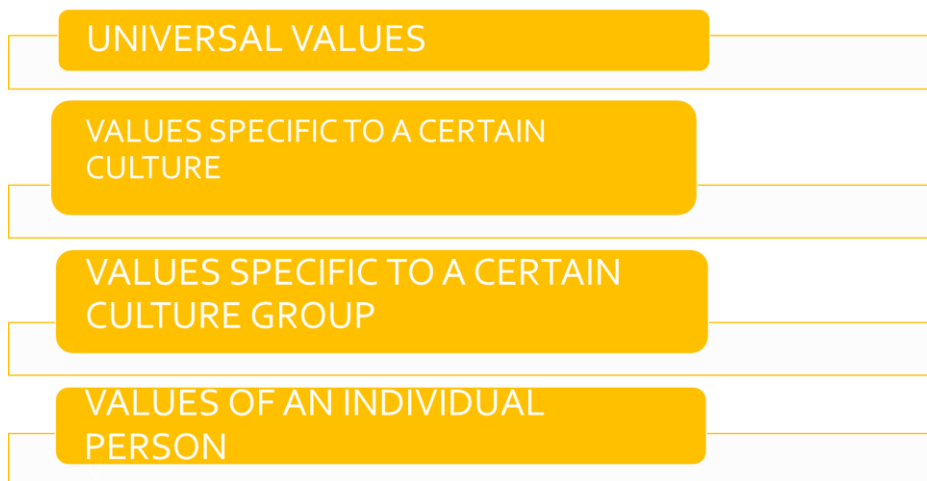 UNIVERSAL VALUES
VALUES SPECIFIC TO A CERTAIN
CULTURE
VALUES SPECIFIC TO A CERTAIN
CULTURE GROUP
VALUES OF AN INDIVIDUAL
PERSON